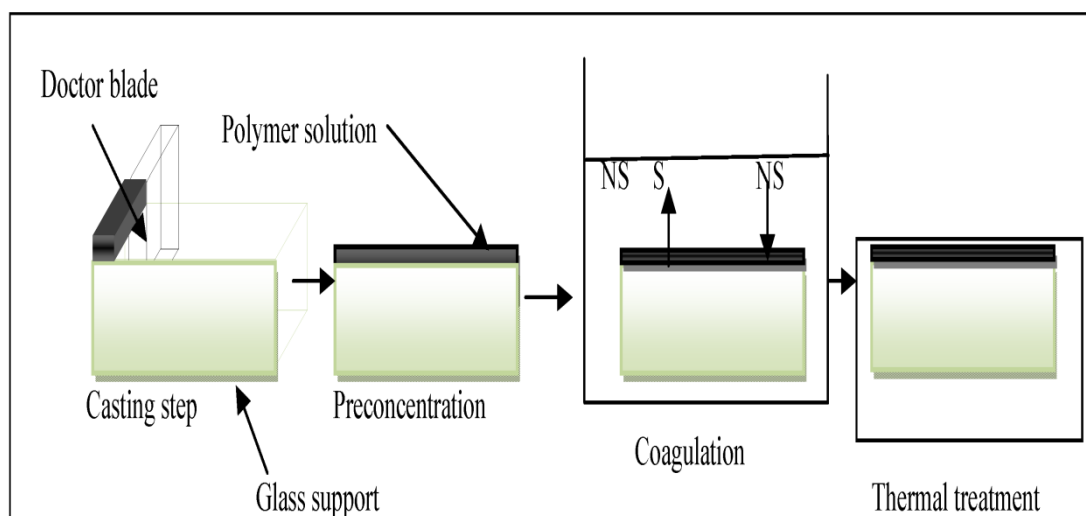 Doctor blade
Polymer solution
NS S NS
Casting step
Preconcentration
Coagulation
Glass support
Thermal treatment